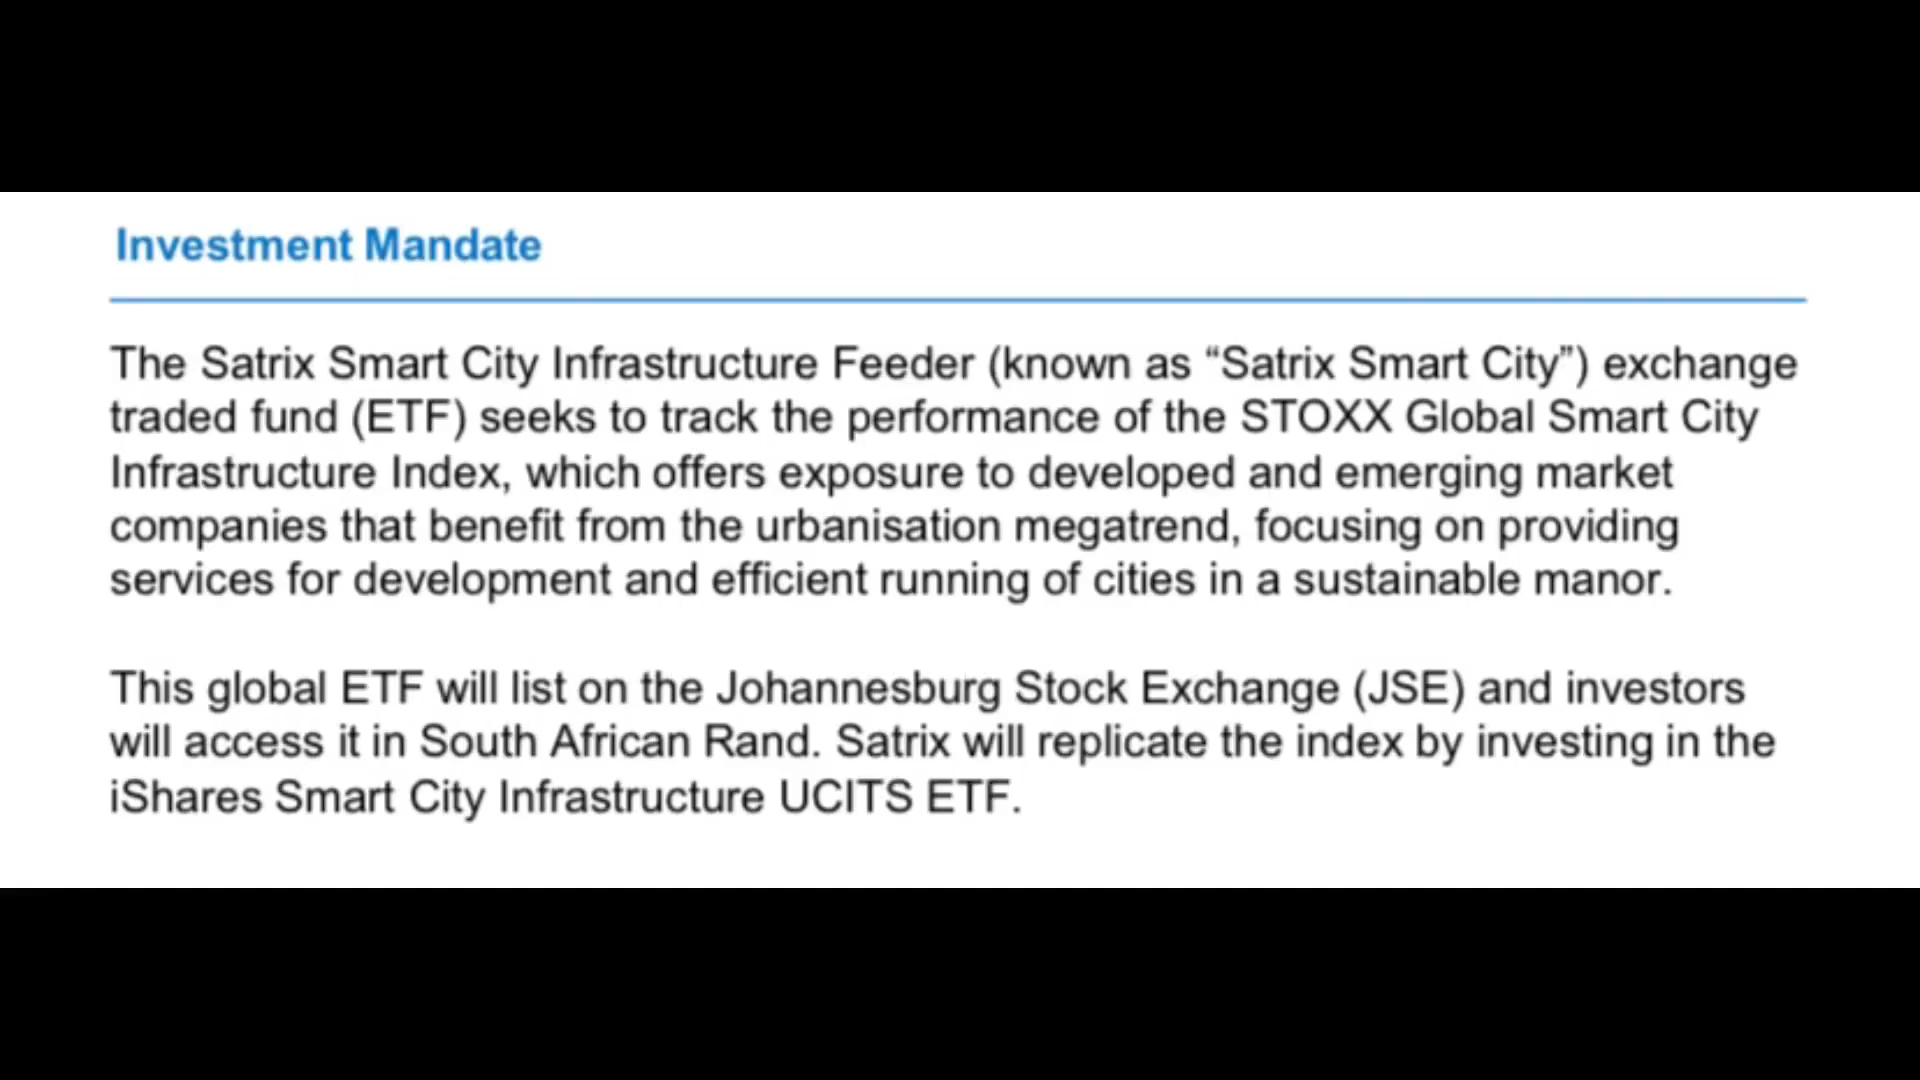 Investment Mandate
The Satrix Smart City Infrastructure Feeder (known as “Satrix Smart City”) exchange
traded fund (ETF) seeks to track the performance of the STOXX Global Smart City
Infrastructure Index, which offers exposure to developed and emerging market
companies that benefit from the urbanisation megatrend, focusing on providing
services for development and efficient running of cities in a sustainable manor.
This global ETF will list on the Johannesburg Stock Exchange (JSE) and investors
will access it in South African Rand. Satrix will replicate the index by investing in the
iShares Smart City Infrastructure UCITS ETF.